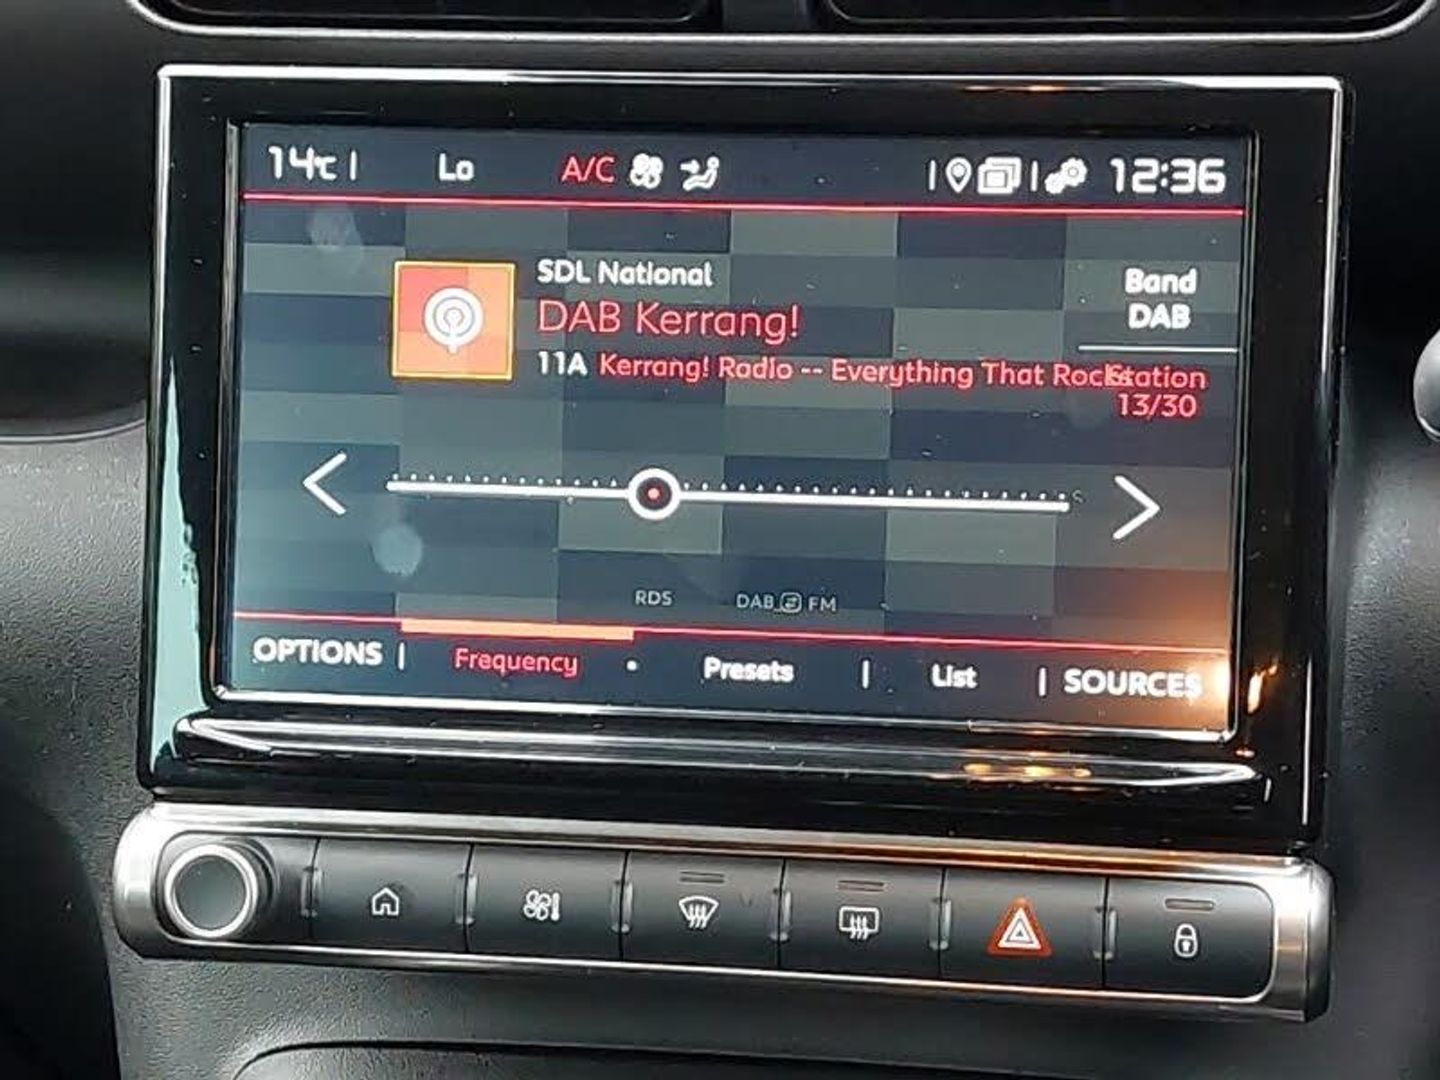 14°C Lo A/C 12:36
SDL National
DAB Kerrang!
11A Kerrang! Radio -- Everything That Rocks
Band
DAB
Station
13/30
RDS DAB FM
OPTIONS | Frequency • Presets | List | SOURCES